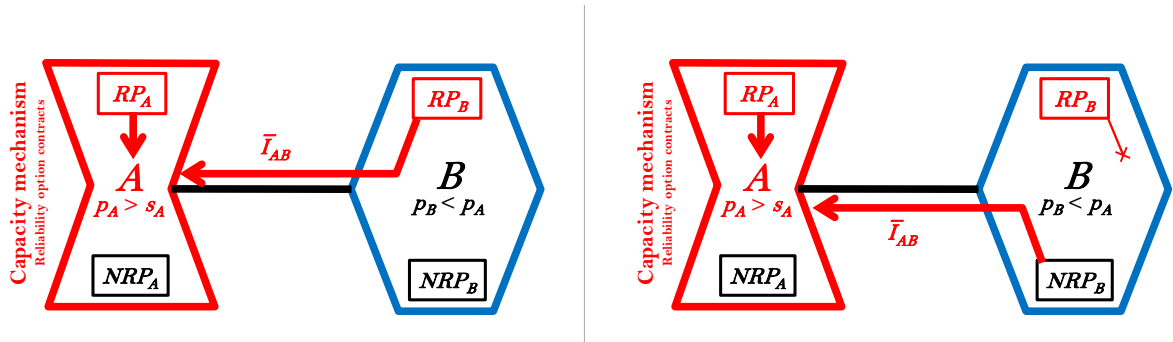 Capacity mechanism
Reliability option contracts
RP_A
A
p_A > s_A
NRP_A
Ī_AB
RP_B
B
p_B < p_A
NRP_B
Capacity mechanism
Reliability option contracts
RP_A
A
p_A > s_A
NRP_A
Ī_AB
RP_B
B
p_B < p_A
NRP_B